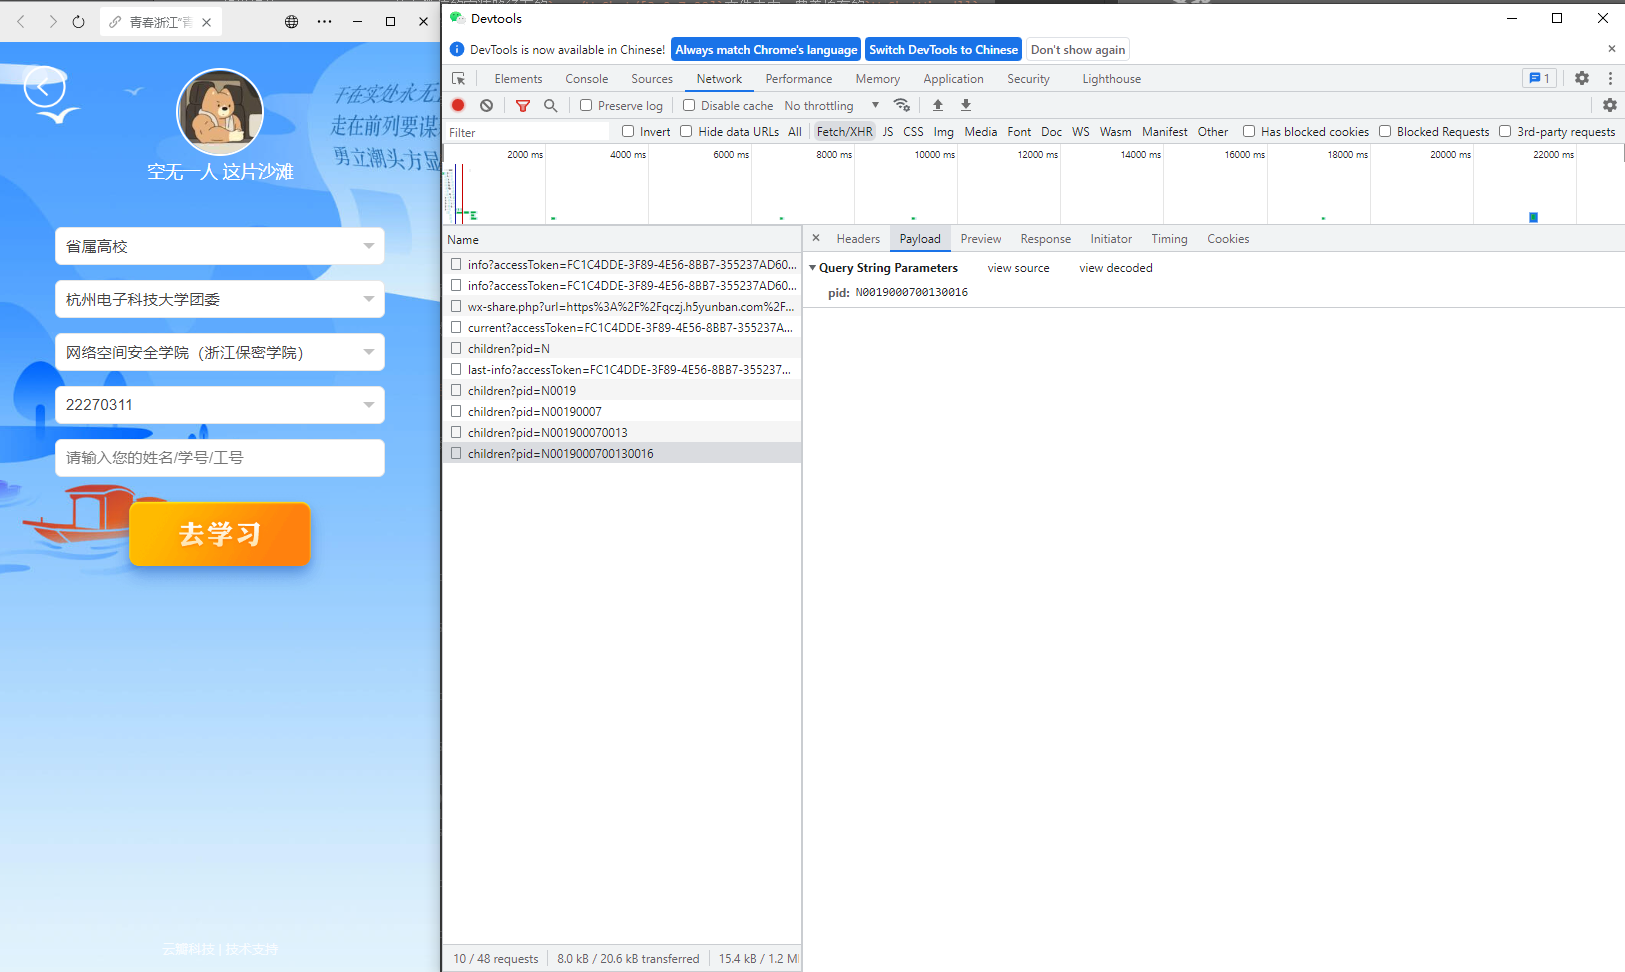 青春浙江“青
空无一人 这片沙滩
干在实处永无
走在前列要谋
勇立潮头方显
省属高校
杭州电子科技大学团委
网络空间安全学院（浙江保密学院）
22270311
请输入您的姓名/学号/工号
去学习
技术支持
Devtools
DevTools is now available in Chinese! Always match Chrome's language Switch DevTools to Chinese Don't show again
Elements Console Sources Network Performance Memory Application Security Lighthouse 1
Preserve log Disable cache No throttling
Filter Invert Hide data URLs All Fetch/XHR JS CSS Img Media Font Doc WS Wasm Manifest Other Has blocked cookies Blocked Requests 3rd-party requests
2000 ms 4000 ms 6000 ms 8000 ms 10000 ms 12000 ms 14000 ms 16000 ms 18000 ms 20000 ms 22000 ms
Name
info?accessToken=FC1C4DDE-3F89-4E56-8BB7-355237AD60...
info?accessToken=FC1C4DDE-3F89-4E56-8BB7-355237AD60...
wx-share.php?url=https%3A%2F%2Fqczj.h5yunban.com%2F...
current?accessToken=FC1C4DDE-3F89-4E56-8BB7-355237A...
children?pid=N
last-info?accessToken=FC1C4DDE-3F89-4E56-8BB7-355237...
children?pid=N0019
children?pid=N00190007
children?pid=N001900070013
children?pid=N0019000700130016
10 / 48 requests 8.0 kB / 20.6 kB transferred 15.4 kB / 1.2 M
Headers Payload Preview Response Initiator Timing Cookies
Query String Parameters view source view decoded
pid: N0019000700130016